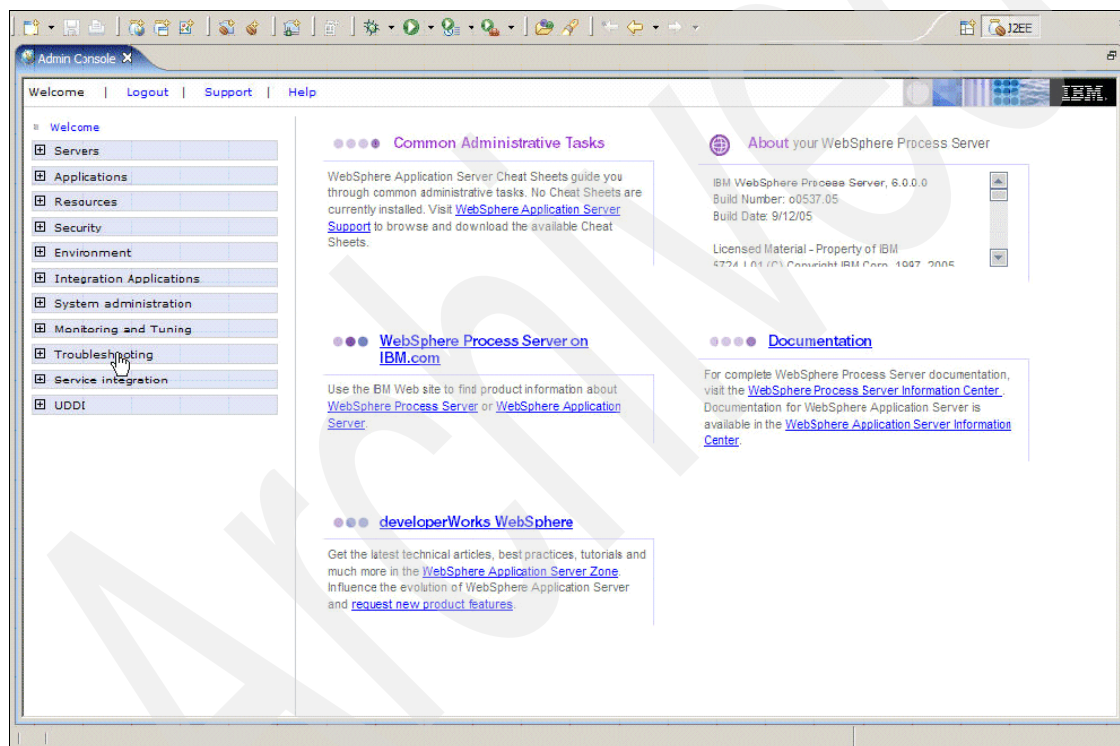 J2EE
Admin Console
Welcome | Logout | Support | Help
IBM.
Welcome
Servers
Applications
Resources
Security
Environment
Integration Applications
System administration
Monitoring and Tuning
Troubleshooting
Service integration
UDDI
Common Administrative Tasks
WebSphere Application Server Cheat Sheets guide you
through common administrative tasks. No Cheat Sheets are
currently installed. Visit WebSphere Application Server
Support to browse and download the available Cheat
Sheets.
About your WebSphere Process Server
IBM WebSphere Process Server, 6.0.0.0
Build Number: o0537.05
Build Date: 9/12/05
Licensed Material - Property of IBM
5724-L01 (C) Copyright IBM Corp. 1997, 2005
WebSphere Process Server on
IBM.com
Use the IBM Web site to find product information about
WebSphere Process Server or WebSphere Application
Server.
Documentation
For complete WebSphere Process Server documentation,
visit the WebSphere Process Server Information Center .
Documentation for WebSphere Application Server is
available in the WebSphere Application Server Information
Center.
developerWorks WebSphere
Get the latest technical articles, best practices, tutorials and
much more in the WebSphere Application Server Zone.
Influence the evolution of WebSphere Application Server
and request new product features.